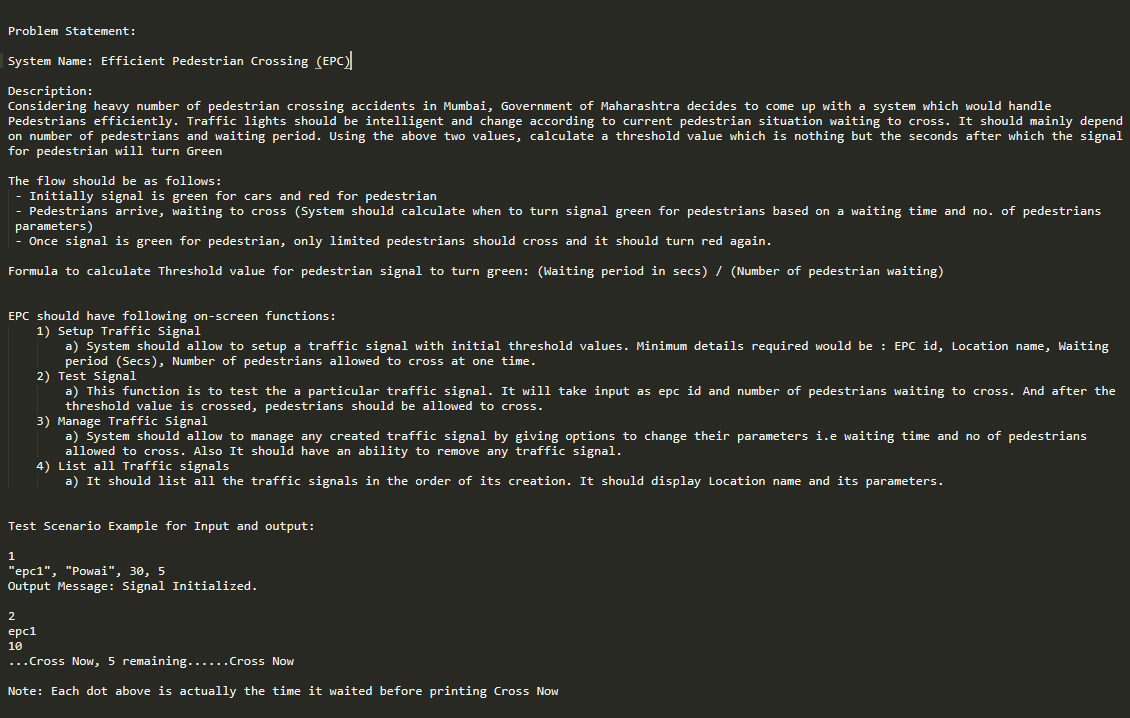 Problem Statement:
System Name: Efficient Pedestrian Crossing (EPC)
Description:
Considering heavy number of pedestrian crossing accidents in Mumbai, Government of Maharashtra decides to come up with a system which would handle
Pedestrians efficiently. Traffic lights should be intelligent and change according to current pedestrian situation waiting to cross. It should mainly depend
on number of pedestrians and waiting period. Using the above two values, calculate a threshold value which is nothing but the seconds after which the signal
for pedestrian will turn Green
The flow should be as follows:
- Initially signal is green for cars and red for pedestrian
- Pedestrians arrive, waiting to cross (System should calculate when to turn signal green for pedestrians based on a waiting time and no. of pedestrians
parameters)
- Once signal is green for pedestrian, only limited pedestrians should cross and it should turn red again.
Formula to calculate Threshold value for pedestrian signal to turn green: (Waiting period in secs) / (Number of pedestrian waiting)
EPC should have following on-screen functions:
1) Setup Traffic Signal
a) System should allow to setup a traffic signal with initial threshold values. Minimum details required would be : EPC id, Location name, Waiting
period (Secs), Number of pedestrians allowed to cross at one time.
2) Test Signal
a) This function is to test the a particular traffic signal. It will take input as epc id and number of pedestrians waiting to cross. And after the
threshold value is crossed, pedestrians should be allowed to cross.
3) Manage Traffic Signal
a) System should allow to manage any created traffic signal by giving options to change their parameters i.e waiting time and no of pedestrians
allowed to cross. Also It should have an ability to remove any traffic signal.
4) List all Traffic signals
a) It should list all the traffic signals in the order of its creation. It should display Location name and its parameters.
Test Scenario Example for Input and output:
1
"epc1", "Powai", 30, 5
Output Message: Signal Initialized.
2
epc1
10
...Cross Now, 5 remaining......Cross Now
Note: Each dot above is actually the time it waited before printing Cross Now